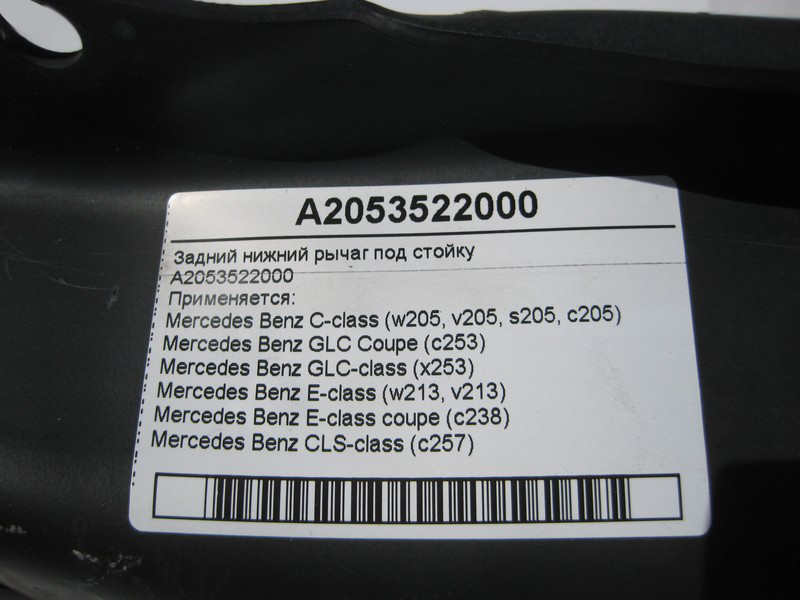 A2053522000
Задний нижний рычаг под стойку
A2053522000
Применяется:
Mercedes Benz C-class (w205, v205, s205, c205)
Mercedes Benz GLC Coupe (c253)
Mercedes Benz GLC-class (x253)
Mercedes Benz E-class (w213, v213)
Mercedes Benz E-class coupe (c238)
Mercedes Benz CLS-class (c257)